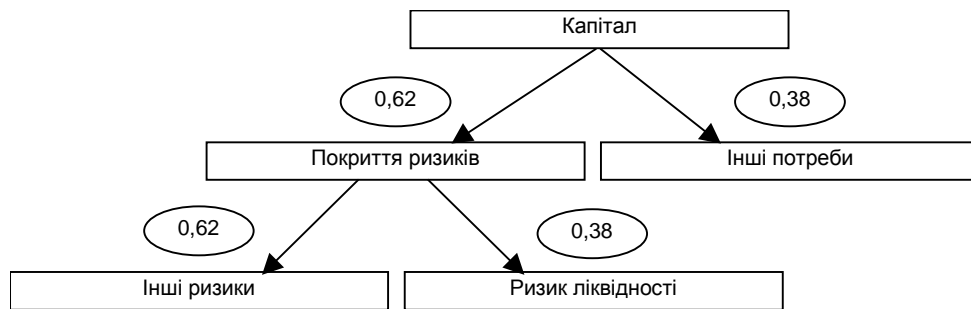 Капітал
0,62
0,38
Покриття ризиків
Інші потреби
0,62
0,38
Інші ризики
Ризик ліквідності